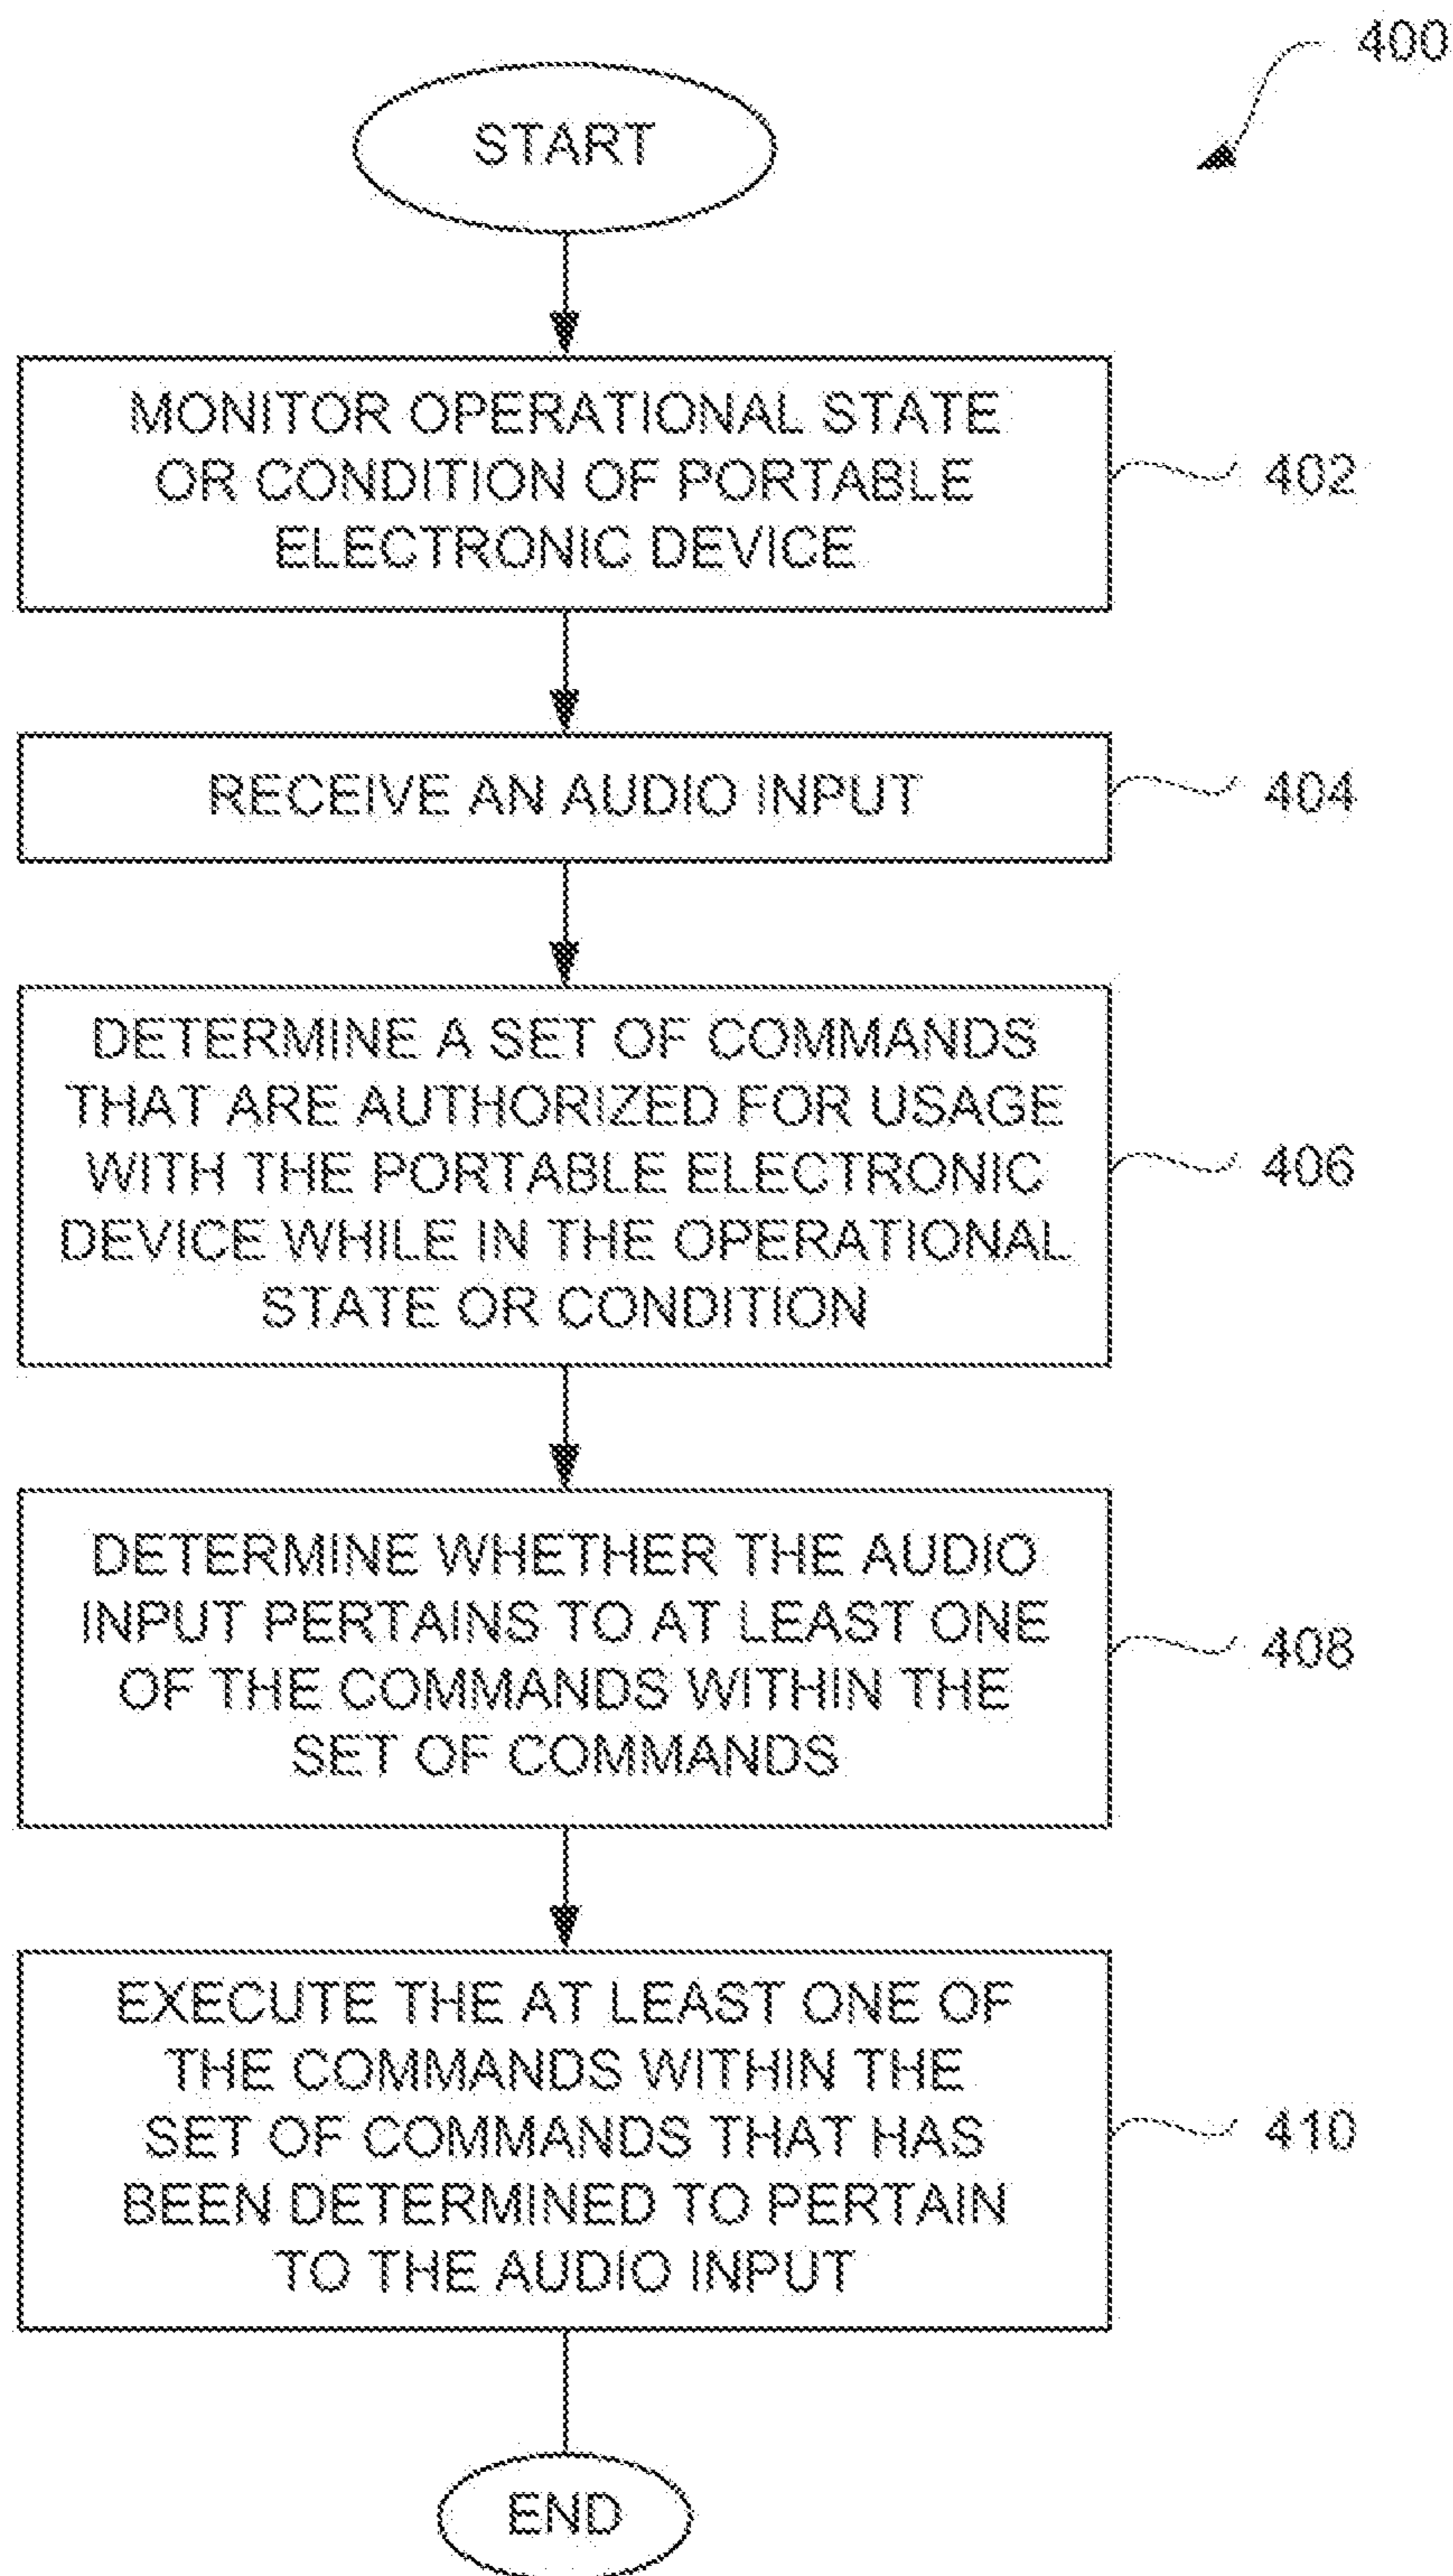 400
START
MONITOR OPERATIONAL STATE
OR CONDITION OF PORTABLE
ELECTRONIC DEVICE
402
RECEIVE AN AUDIO INPUT
404
DETERMINE A SET OF COMMANDS
THAT ARE AUTHORIZED FOR USAGE
WITH THE PORTABLE ELECTRONIC
DEVICE WHILE IN THE OPERATIONAL
STATE OR CONDITION
406
DETERMINE WHETHER THE AUDIO
INPUT PERTAINS TO AT LEAST ONE
OF THE COMMANDS WITHIN THE
SET OF COMMANDS
408
EXECUTE THE AT LEAST ONE OF
THE COMMANDS WITHIN THE
SET OF COMMANDS THAT HAS
BEEN DETERMINED TO PERTAIN
TO THE AUDIO INPUT
410
END